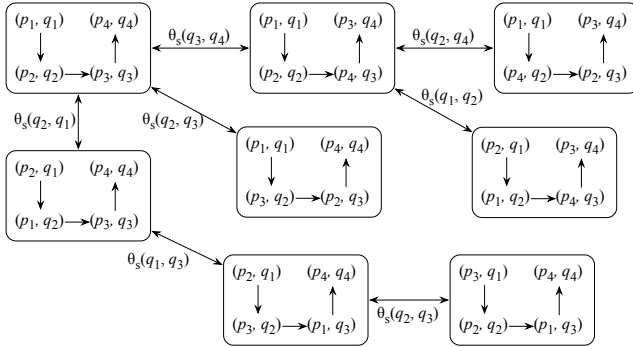 (p₁, q₁) (p₄, q₄)
(p₂, q₂) (p₃, q₃)
θₛ(q₃, q₄)
(p₁, q₁) (p₃, q₄)
(p₂, q₂) (p₄, q₃)
θₛ(q₂, q₄)
(p₁, q₁) (p₃, q₄)
(p₄, q₂) (p₂, q₃)
θₛ(q₂, q₁)
θₛ(q₂, q₃)
θₛ(q₁, q₂)
(p₁, q₁) (p₄, q₄)
(p₃, q₂) (p₂, q₃)
(p₂, q₁) (p₃, q₄)
(p₁, q₂) (p₄, q₃)
(p₂, q₁) (p₄, q₄)
(p₁, q₂) (p₃, q₃)
θₛ(q₁, q₃)
(p₂, q₁) (p₄, q₄)
(p₃, q₂) (p₁, q₃)
θₛ(q₂, q₃)
(p₃, q₁) (p₄, q₄)
(p₂, q₂) (p₁, q₃)